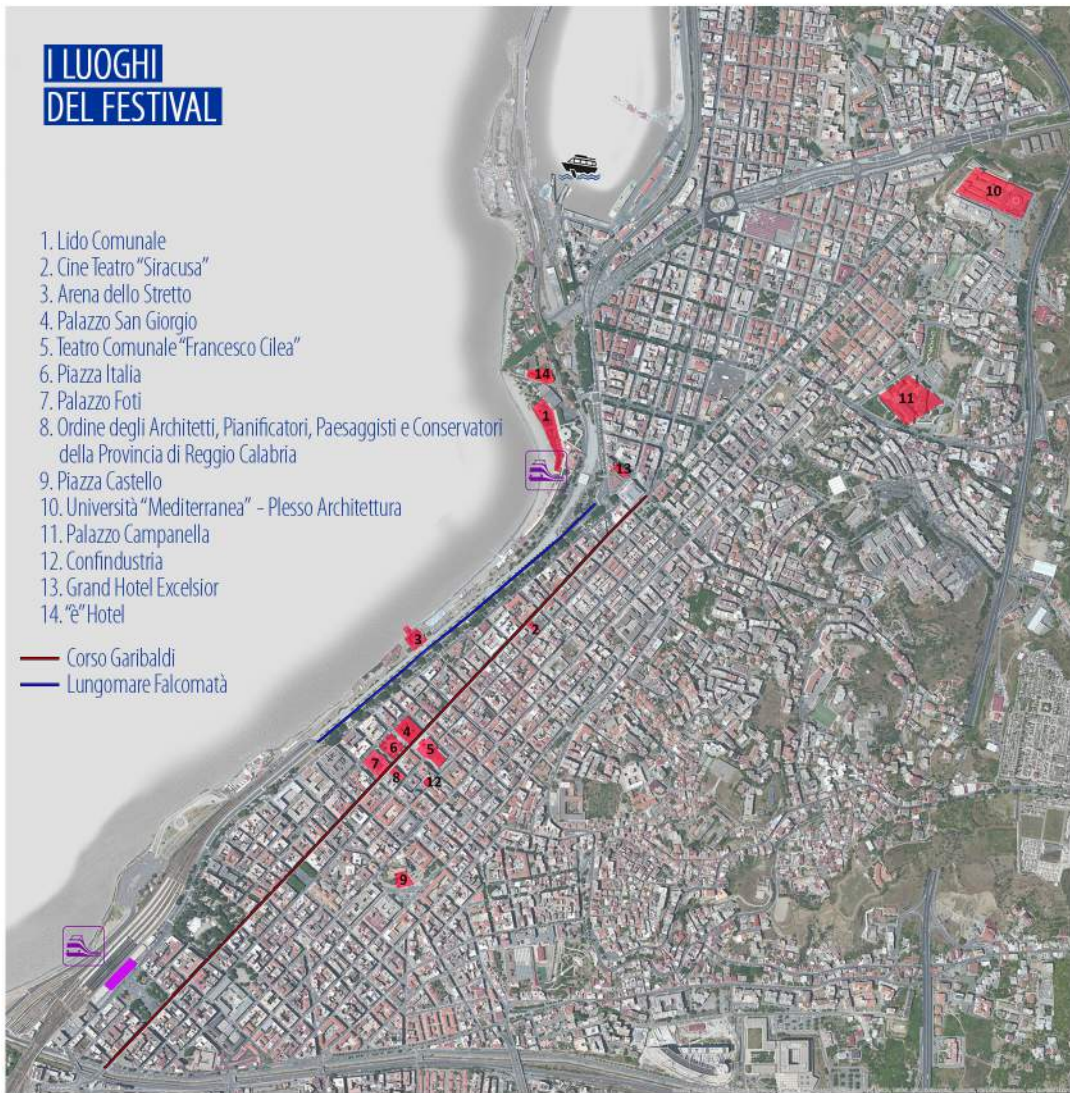 I LUOGHI
DEL FESTIVAL
1. Lido Comunale
2. Cine Teatro "Siracusa"
3. Arena dello Stretto
4. Palazzo San Giorgio
5. Teatro Comunale "Francesco Cilea"
6. Piazza Italia
7. Palazzo Foti
8. Ordine degli Architetti, Pianificatori, Paesaggisti e Conservatori
della Provincia di Reggio Calabria
9. Piazza Castello
10. Università "Mediterranea" - Plesso Architettura
11. Palazzo Campanella
12. Confindustria
13. Grand Hotel Excelsior
14. "è" Hotel
Corso Garibaldi
Lungomare Falcomatà
10
14
11
1
13
2
3
4
6
5
7
8
12
9